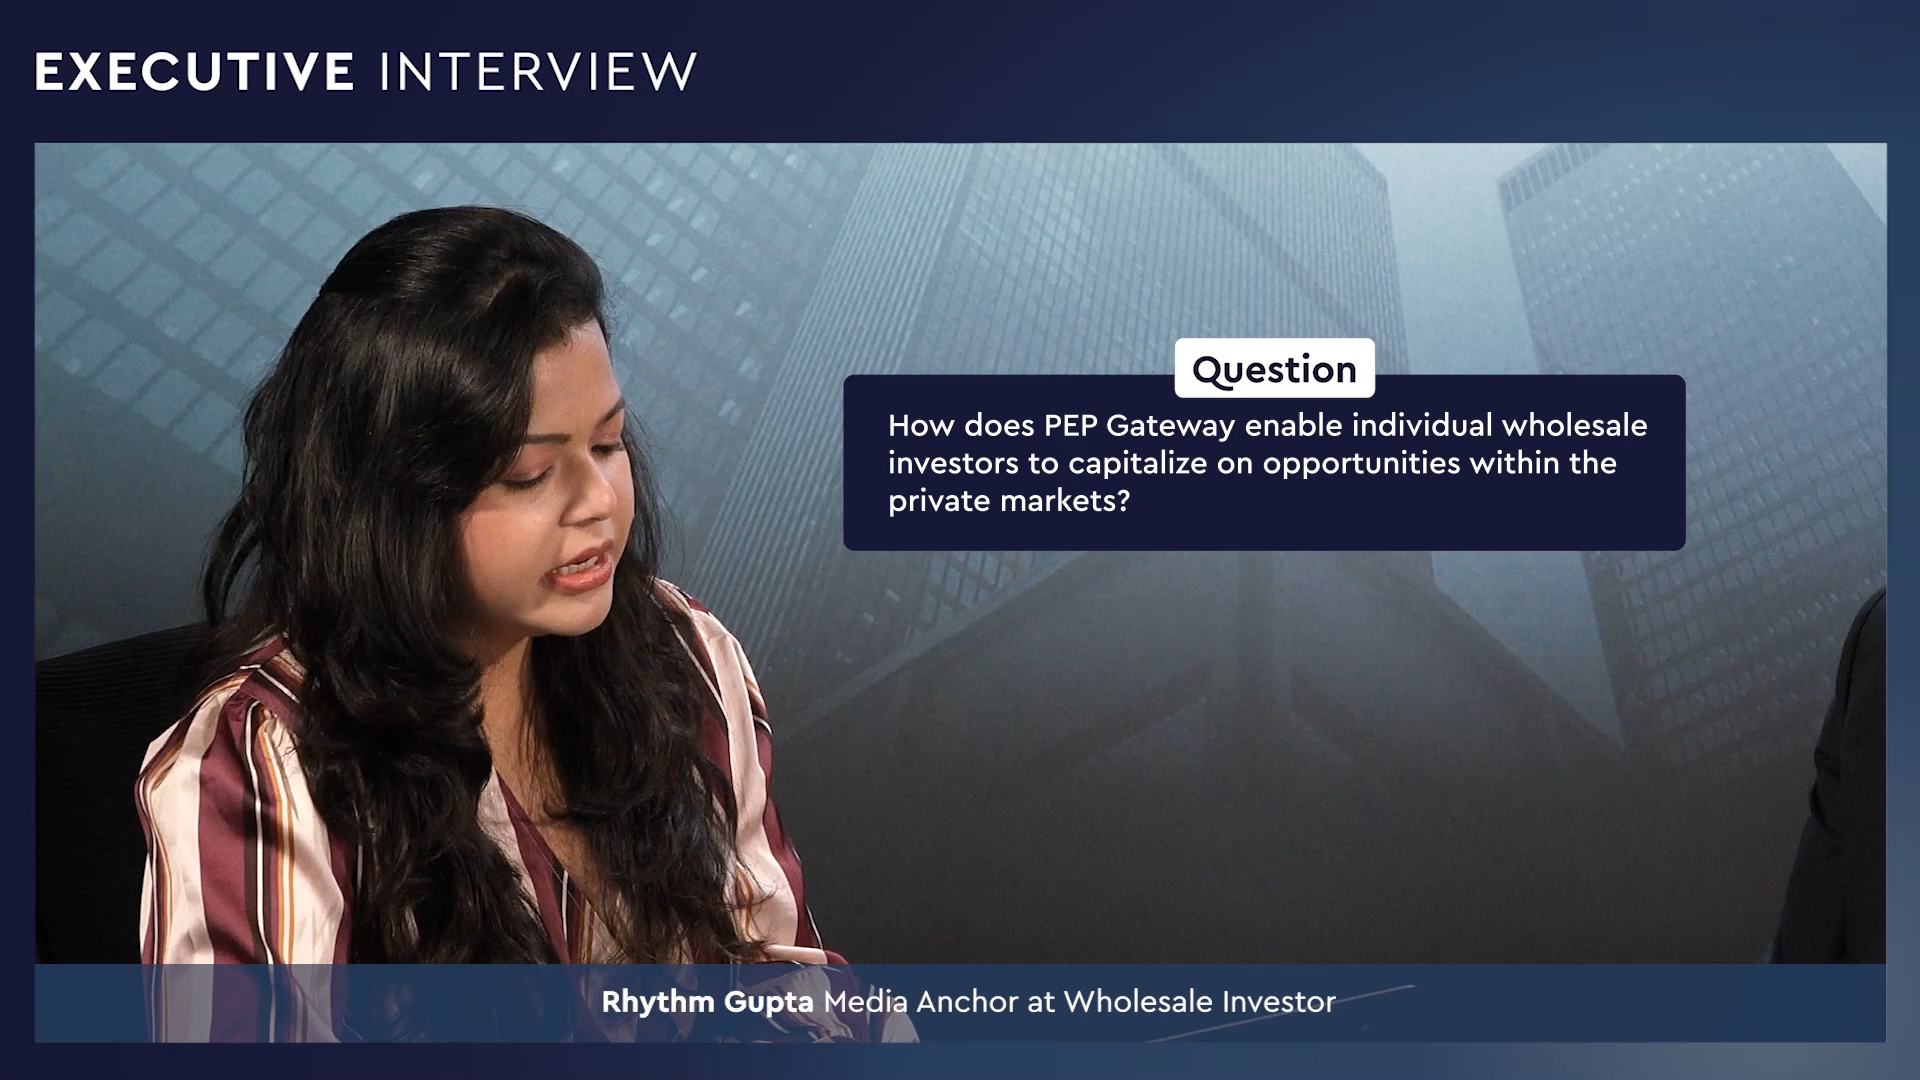 EXECUTIVE INTERVIEW
Question
How does PEP Gateway enable individual wholesale
investors to capitalize on opportunities within the
private markets?
Rhythm Gupta Media Anchor at Wholesale Investor